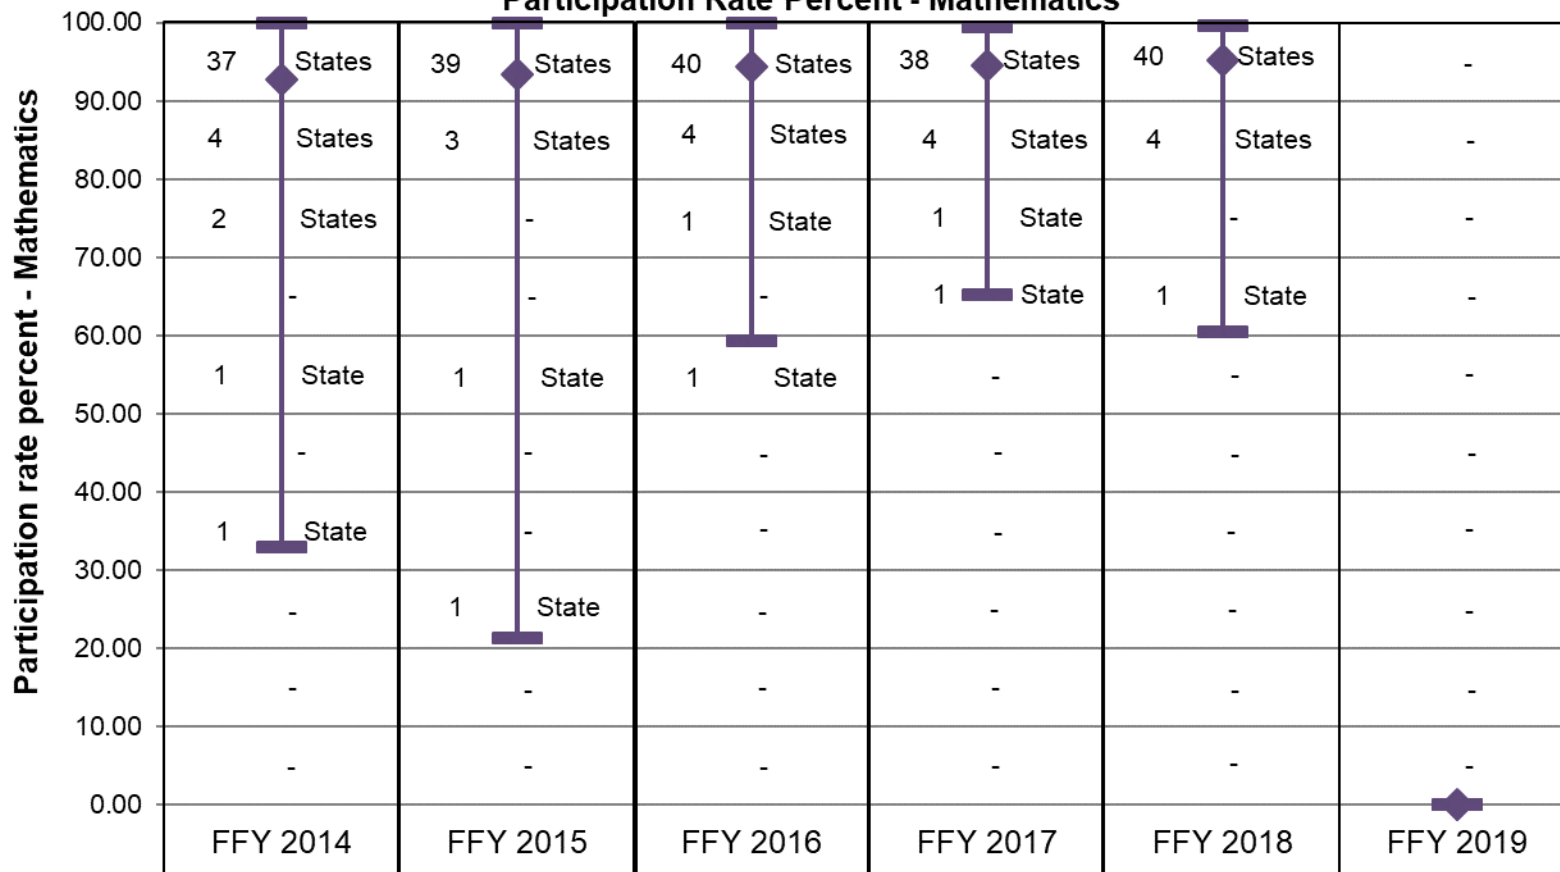 Participation Rate Percent - Mathematics
Participation rate percent - Mathematics
100.00
37 States 39 States 40 States 38 States 40 States -
90.00
4 States 3 States 4 States 4 States 4 States -
80.00
2 States - 1 State 1 State - -
70.00
- - - 1 State 1 State -
60.00
1 State 1 State 1 State - - -
50.00
- - - - - -
40.00
1 State - - - - -
30.00
- 1 State - - - -
20.00
- - - - - -
10.00
- - - - - -
0.00
FFY 2014 FFY 2015 FFY 2016 FFY 2017 FFY 2018 FFY 2019